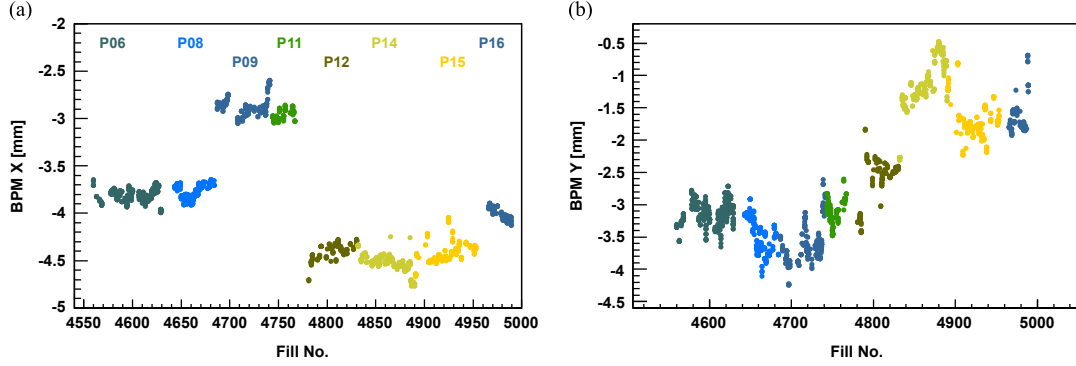 (a)
-2
P06 P08 P11 P14 P16
P09 P12 P15
-2.5
-3
-3.5
-4
-4.5
-5
BPM X [mm]
4550 4600 4650 4700 4750 4800 4850 4900 4950 5000
Fill No.
(b)
-0.5
-1
-1.5
-2
-2.5
-3
-3.5
-4
-4.5
BPM Y [mm]
4600 4700 4800 4900 5000
Fill No.